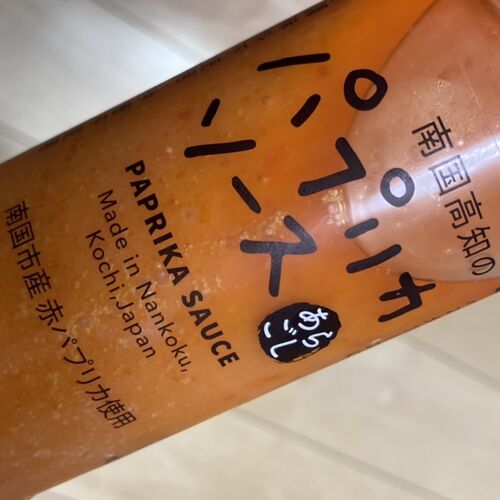 南国高知の
パプリカ
ソース
あら
ごし
PAPRIKA SAUCE
Made in Nankoku,
Kochi,Japan
南国市産 赤パプリカ使用